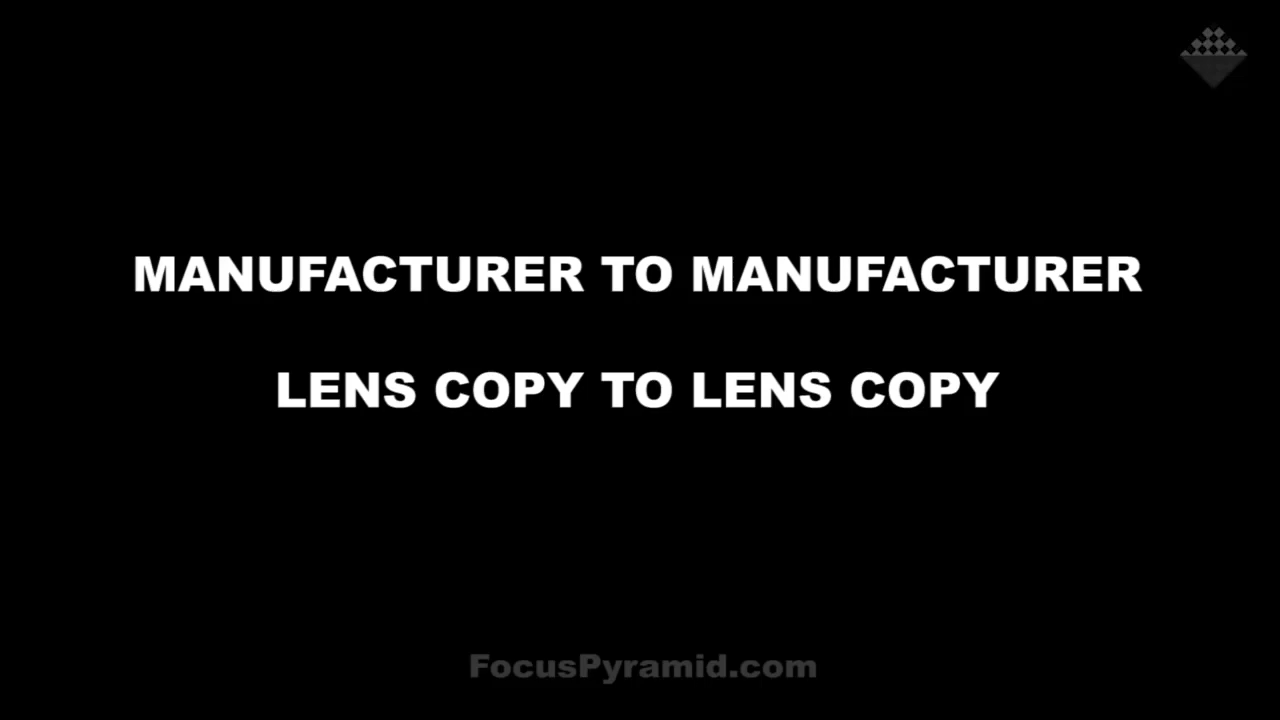 MANUFACTURER TO MANUFACTURER
LENS COPY TO LENS COPY
FocusPyramid.com